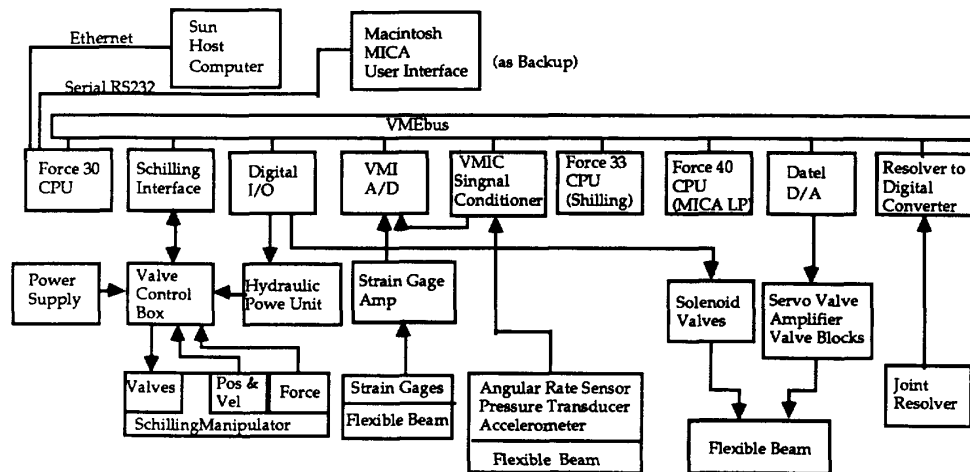 Ethernet
Sun
Host
Computer
Macintosh
MICA
User Interface
(as Backup)
Serial RS232
VMEbus
Force 30
CPU
Schilling
Interface
Digital
I/O
VMI
A/D
VMIC
Singnal
Conditioner
Force 33
CPU
(Shilling)
Force 40
CPU
(MICA LP)
Datel
D/A
Resolver to
Digital
Converter
Power
Supply
Valve
Control
Box
Hydraulic
Powe Unit
Strain Gage
Amp
Solenoid
Valves
Servo Valve
Amplifier
Valve Blocks
Valves
Pos &
Vel
Force
SchillingManipulator
Strain Gages
Flexible Beam
Angular Rate Sensor
Pressure Transducer
Accelerometer
Flexible Beam
Flexible Beam
Joint
Resolver